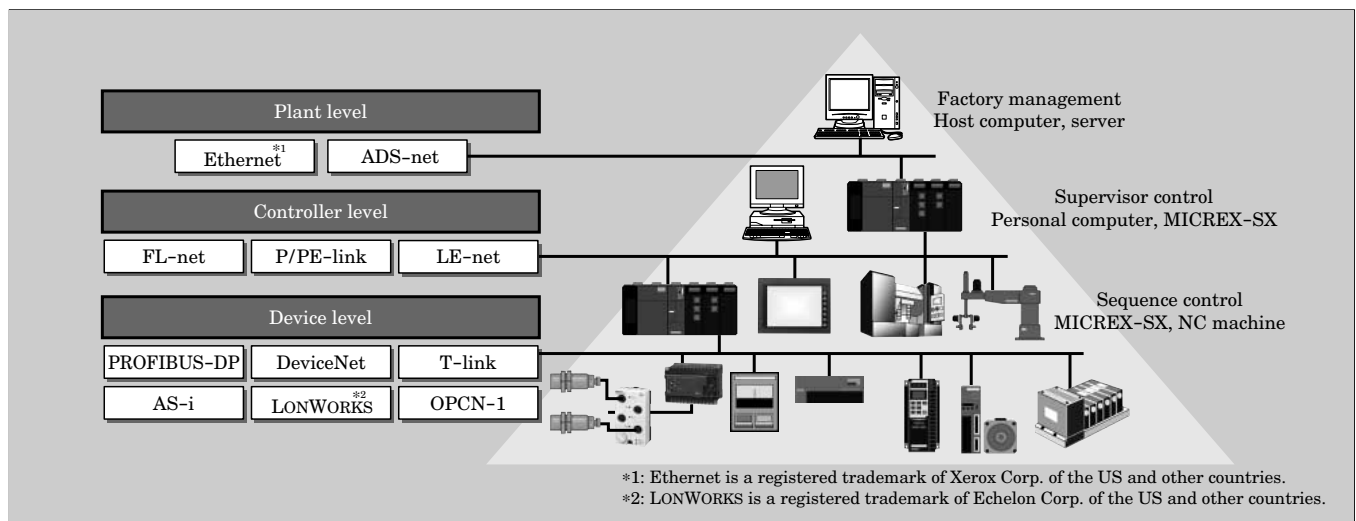 Plant level
Ethernet*1
ADS-net
Factory management
Host computer, server
Controller level
FL-net
P/PE-link
LE-net
Supervisor control
Personal computer, MICREX-SX
Device level
PROFIBUS-DP
DeviceNet
T-link
AS-i
LONWORKS*2
OPCN-1
Sequence control
MICREX-SX, NC machine
*1: Ethernet is a registered trademark of Xerox Corp. of the US and other countries.
*2: LONWORKS is a registered trademark of Echelon Corp. of the US and other countries.